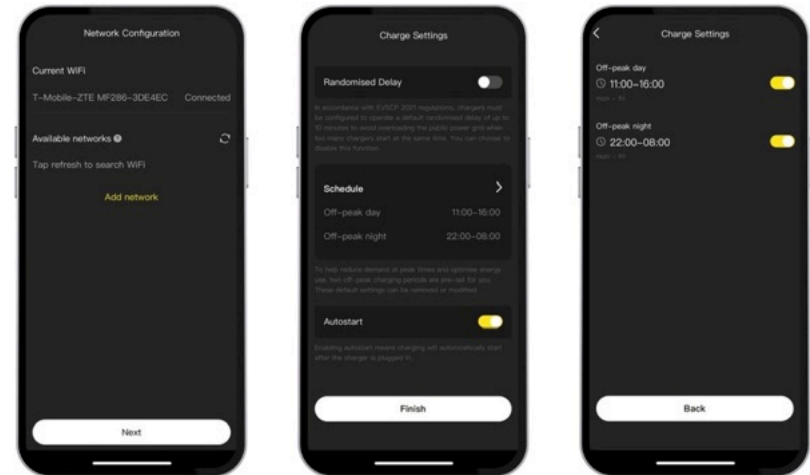 Network Configuration
Current WiFi
T-Mobile-ZTE MF286-3DE4EC Connected
Available networks
Tap refresh to search WiFi
Add network
Next
Charge Settings
Randomised Delay
In accordance with EVSCP 2021 regulations, chargers must
be configured to operate a default randomised delay of up to
10 minutes to avoid overloading the public power grid when
too many chargers start at the same time. You can choose to
disable this function.
Schedule
Off-peak day 11:00-16:00
Off-peak night 22:00-08:00
To help reduce demand at peak times and optimise energy
use, two off-peak charging periods are pre-set for you.
These default settings can be removed or modified.
Autostart
Enabling autostart means charging will automatically start
after the charger is plugged in.
Finish
Charge Settings
Off-peak day
11:00-16:00
mon - fri
Off-peak night
22:00-08:00
mon - fri
Back